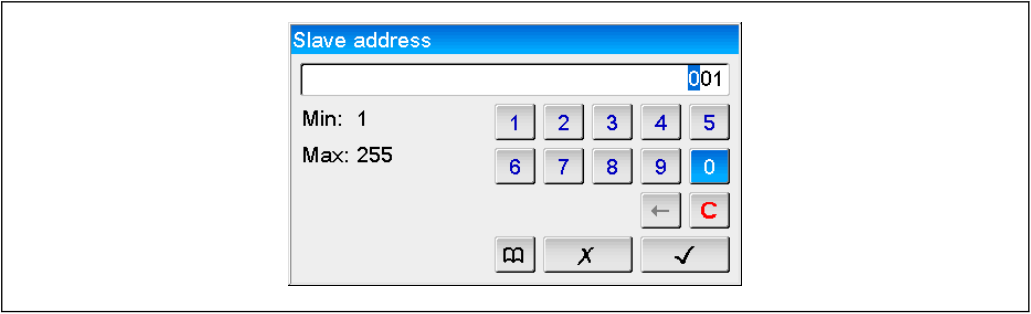 Slave address
001
Min: 1
Max: 255
1 2 3 4 5
6 7 8 9 0
← C
✗ ✓